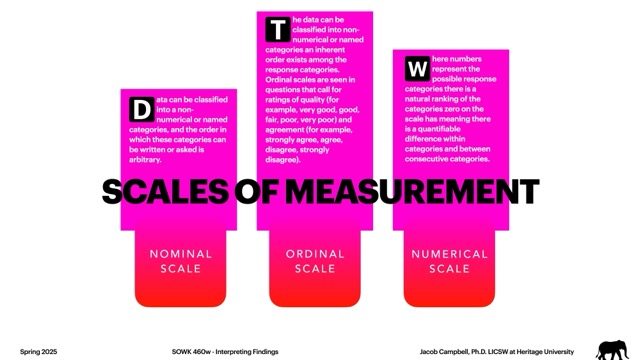 Data can be classified
into a non-
numerical or named
categories, and the order in
which these categories can
be written or asked is
arbitrary.
The data can be
classified into non-
numerical or named
categories an inherent
order exists among the
response categories.
Ordinal scales are seen in
questions that call for
ratings of quality (for
example, very good, good,
fair, poor, very poor) and
agreement (for example,
strongly agree, agree,
disagree, strongly
disagree).
Where numbers
represent the
possible response
categories there is a
natural ranking of the
categories zero on the
scale has meaning there
is a quantifiable
difference within
categories and between
consecutive categories.
SCALES OF MEASUREMENT
NOMINAL
SCALE
ORDINAL
SCALE
NUMERICAL
SCALE
Spring 2025
SOWK 460w - Interpreting Findings
Jacob Campbell, Ph.D. LICSW at Heritage University